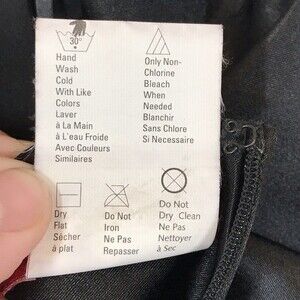 30°
Hand
Wash
Cold
With Like
Colors
Laver
à La Main
à L'eau Froide
Avec Couleurs
Similaires
Only Non-
Chlorine
Bleach
When
Needed
Blanchir
Sans Chlore
Si Necessaire
Dry
Flat
Sécher
à plat
Do Not
Iron
Ne Pas
Repasser
Do Not
Dry Clean
Ne Pas
Nettoyer
à Sec